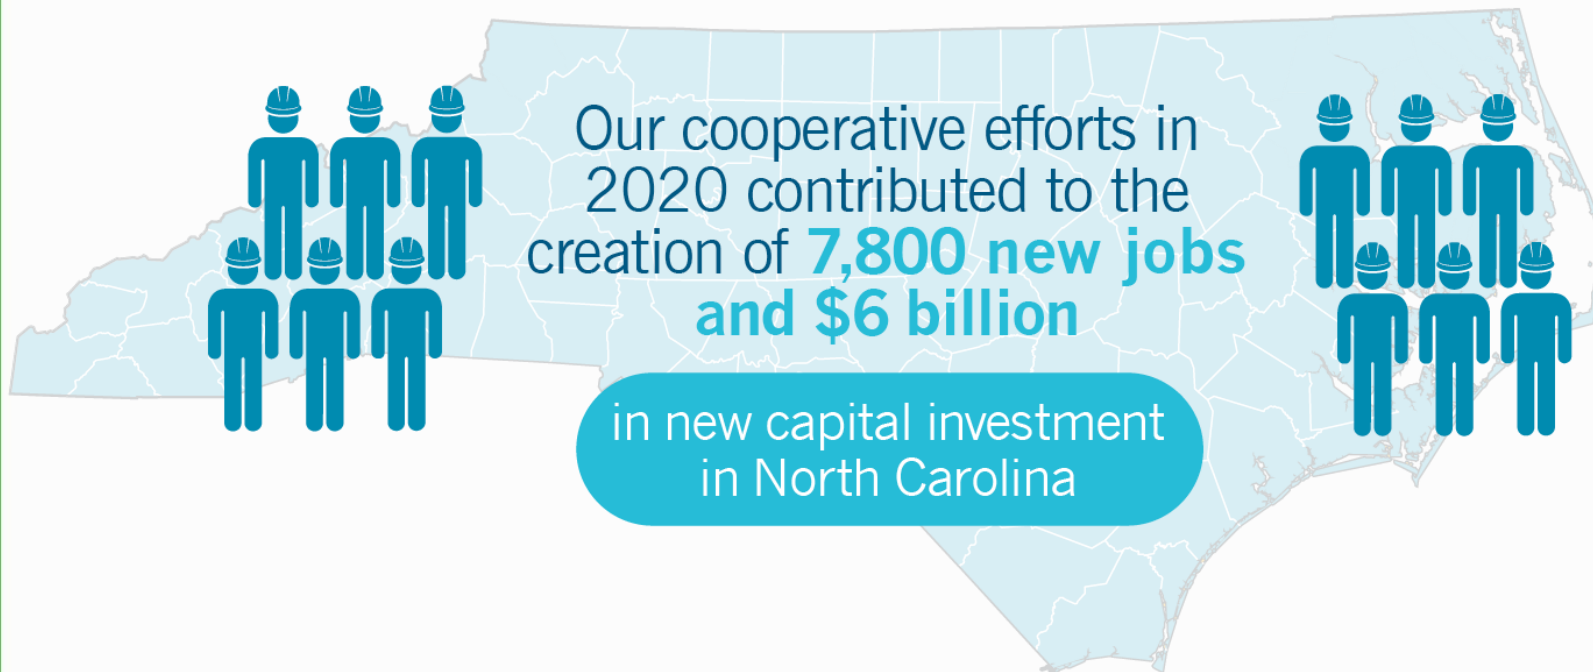 Our cooperative efforts in
2020 contributed to the
creation of 7,800 new jobs
and $6 billion
in new capital investment
in North Carolina